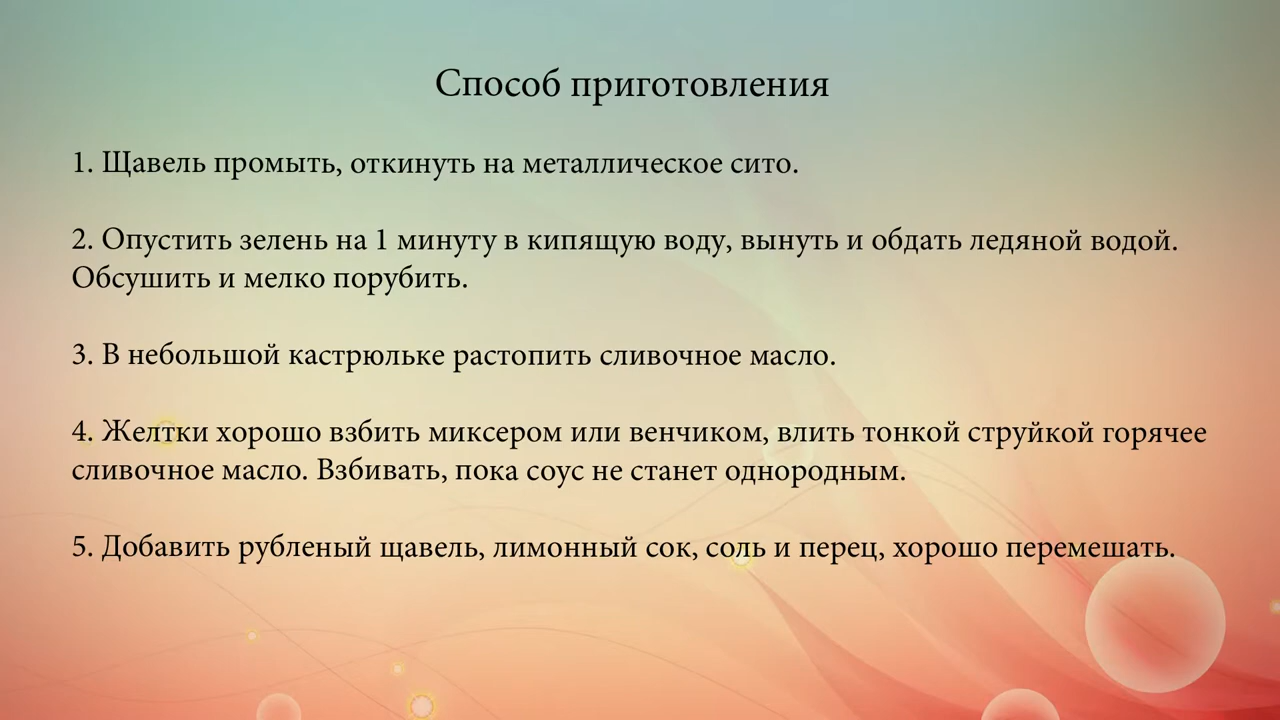 Способ приготовления
1. Щавель промыть, откинуть на металлическое сито.
2. Опустить зелень на 1 минуту в кипящую воду, вынуть и обдать ледяной водой.
Обсушить и мелко порубить.
3. В небольшой кастрюльке растопить сливочное масло.
4. Желтки хорошо взбить миксером или венчиком, влить тонкой струйкой горячее
сливочное масло. Взбивать, пока соус не станет однородным.
5. Добавить рубленый щавель, лимонный сок, соль и перец, хорошо перемешать.